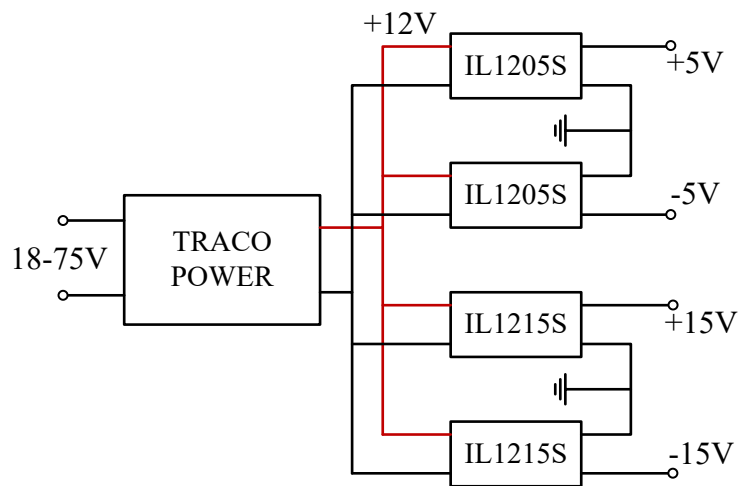 +12V
IL1205S
+5V
IL1205S
-5V
18-75V
TRACO
POWER
IL1215S
+15V
IL1215S
-15V